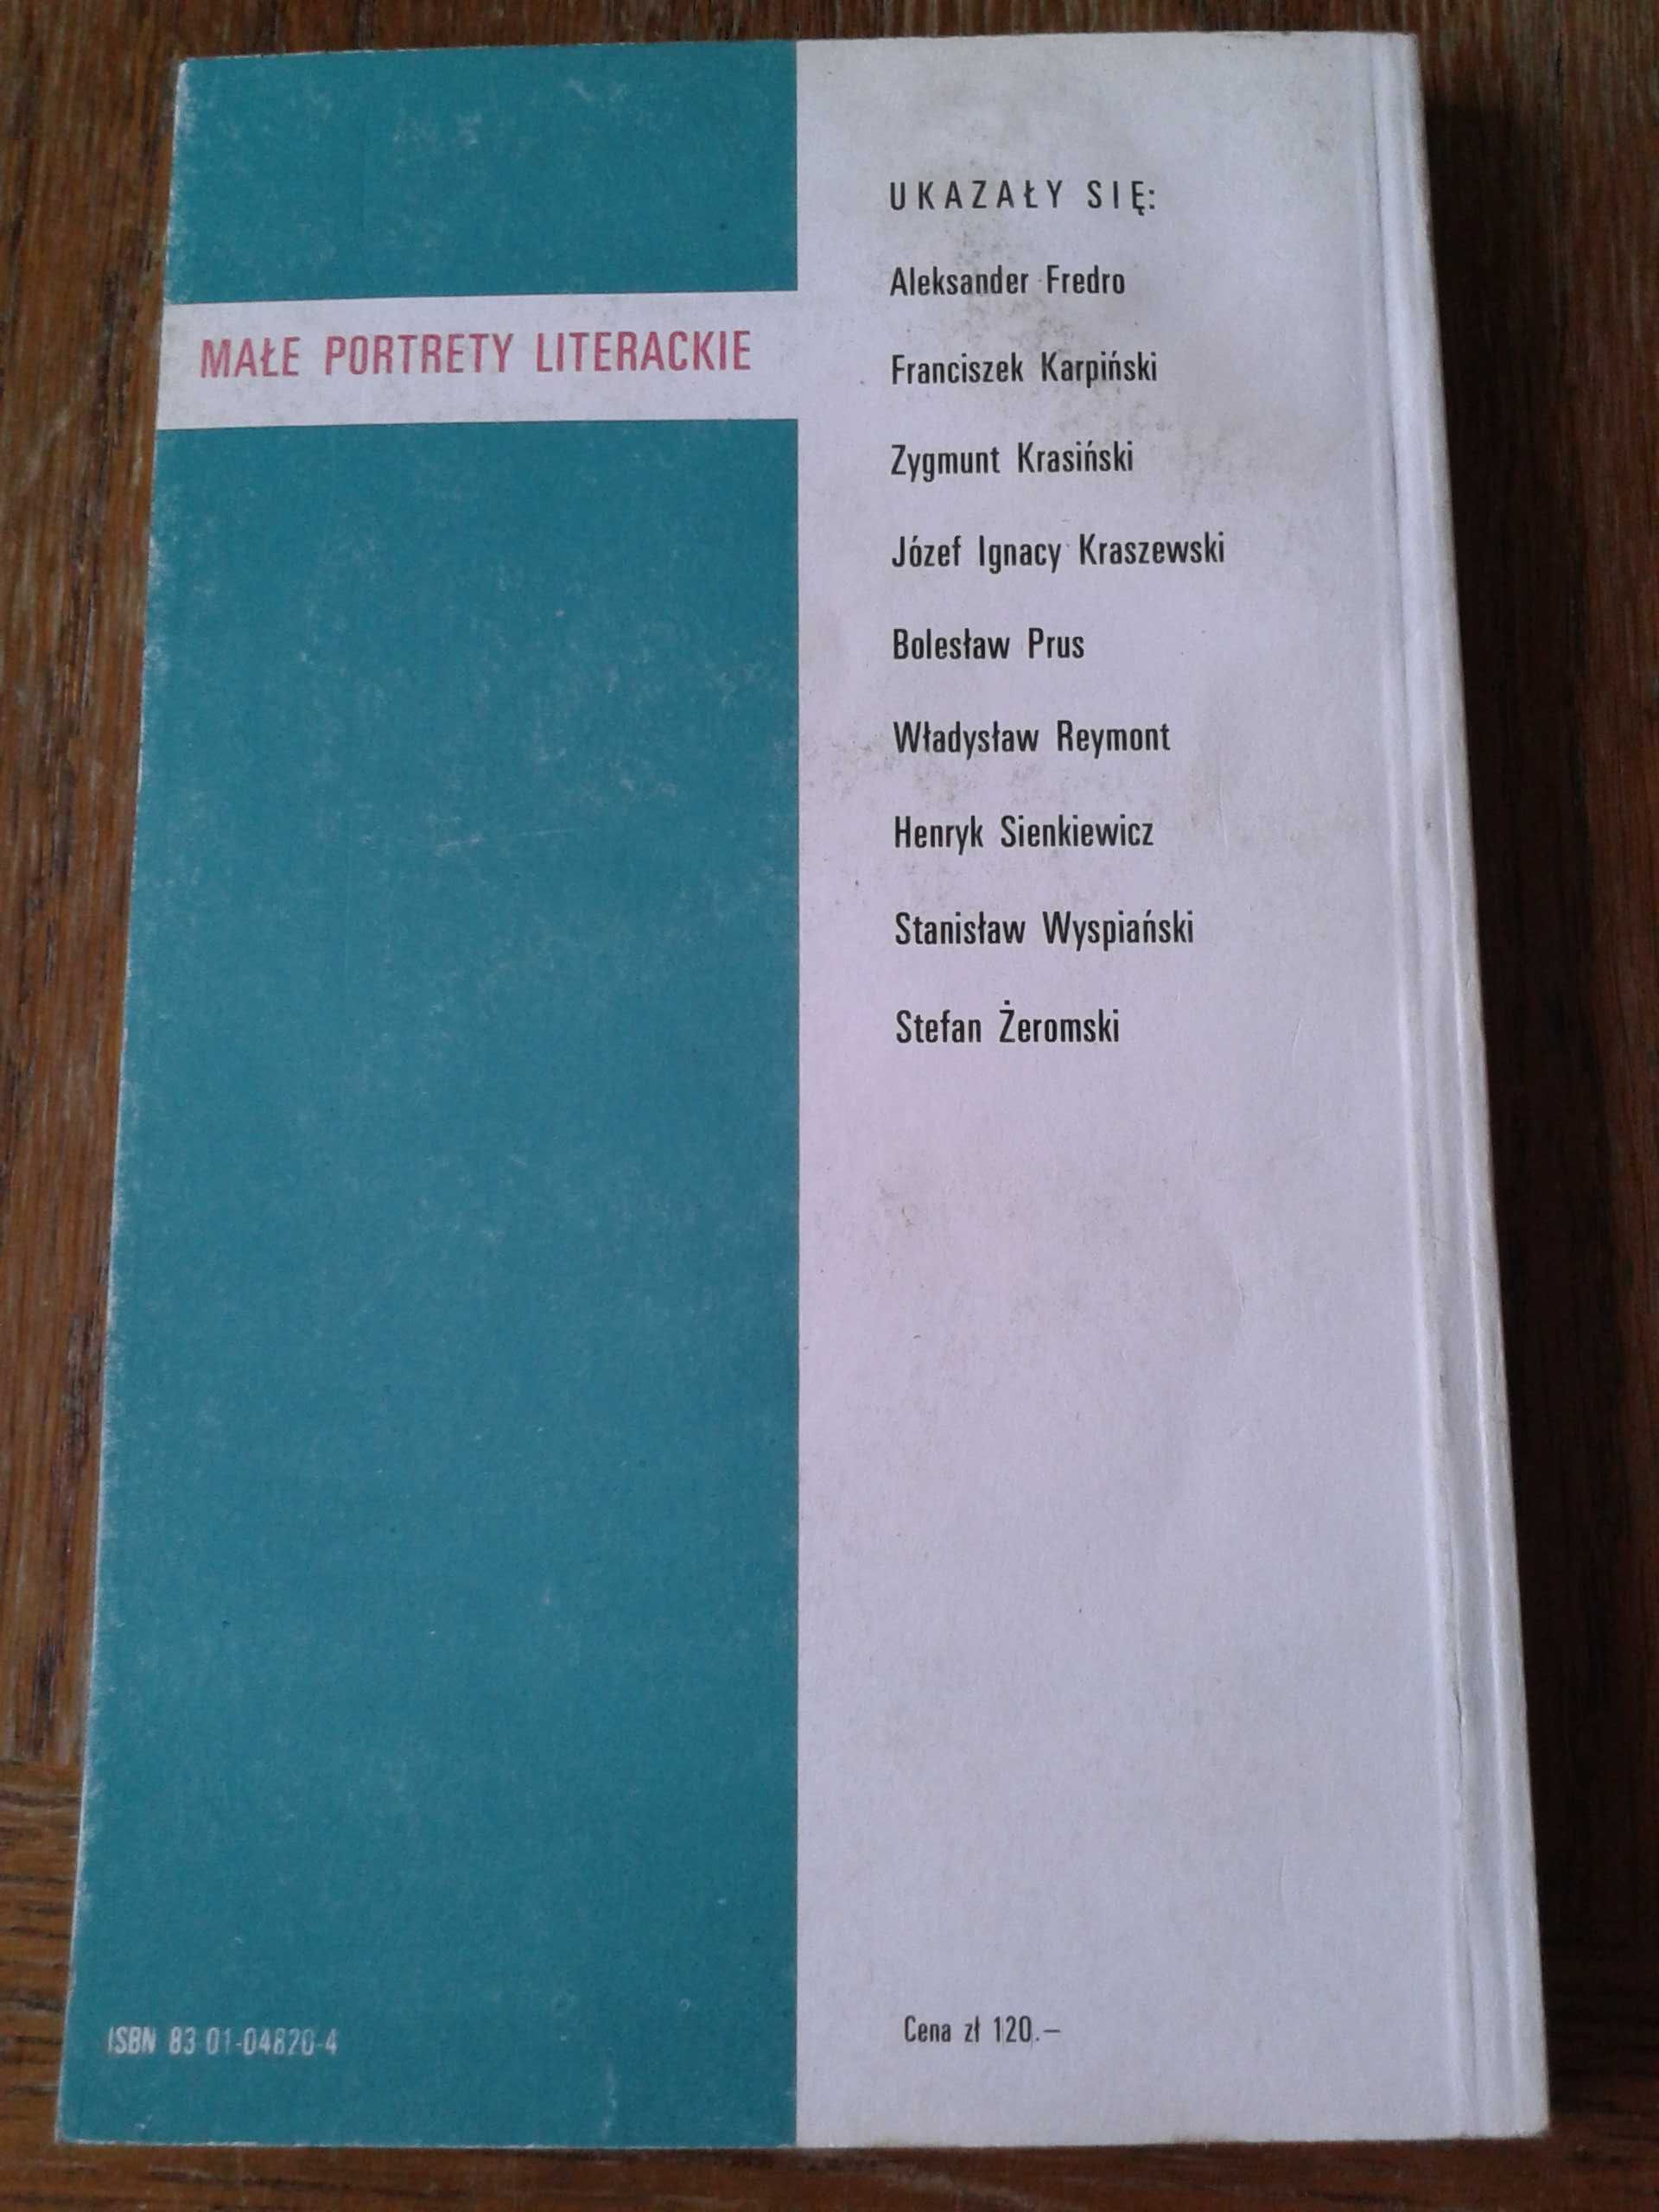 MAŁE PORTRETY LITERACKIE
UKAZAŁY SIĘ:
Aleksander Fredro
Franciszek Karpiński
Zygmunt Krasiński
Józef Ignacy Kraszewski
Bolesław Prus
Władysław Reymont
Henryk Sienkiewicz
Stanisław Wyspiański
Stefan Żeromski
ISBN 83 01-04820-4
Cena zł 120.–